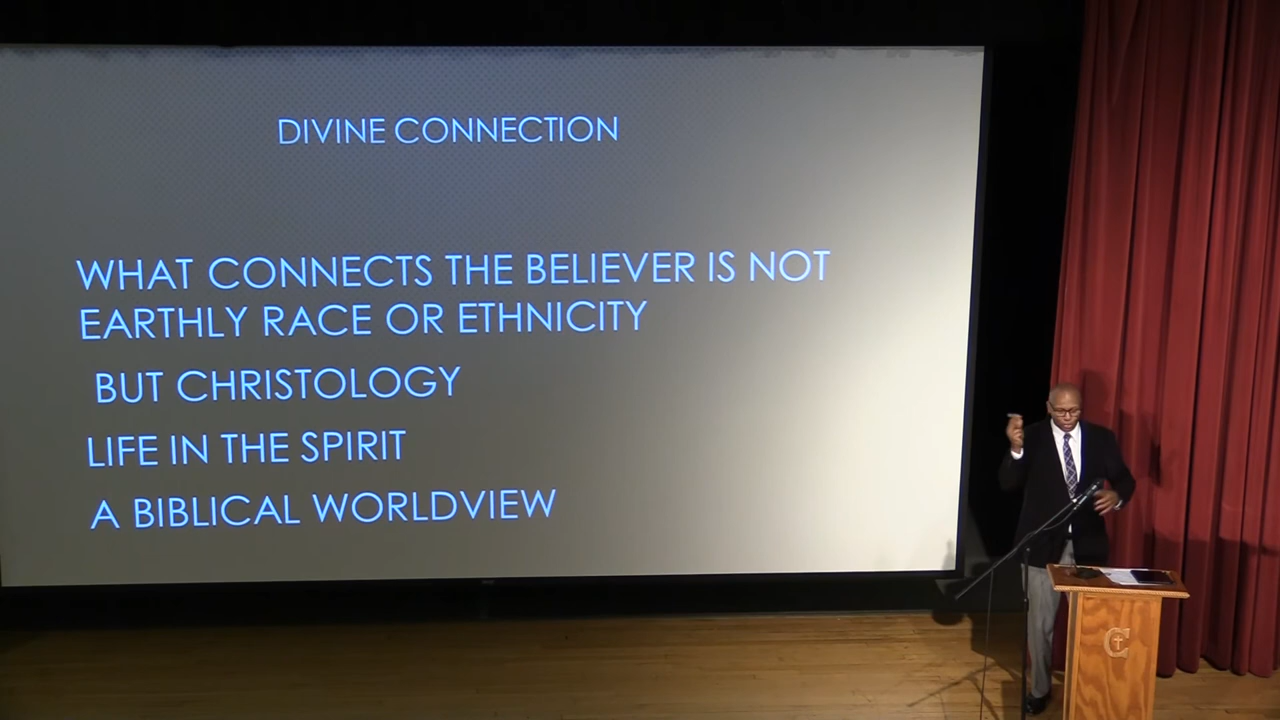 DIVINE CONNECTION
WHAT CONNECTS THE BELIEVER IS NOT
EARTHLY RACE OR ETHNICITY
BUT CHRISTOLOGY
LIFE IN THE SPIRIT
A BIBLICAL WORLDVIEW
C